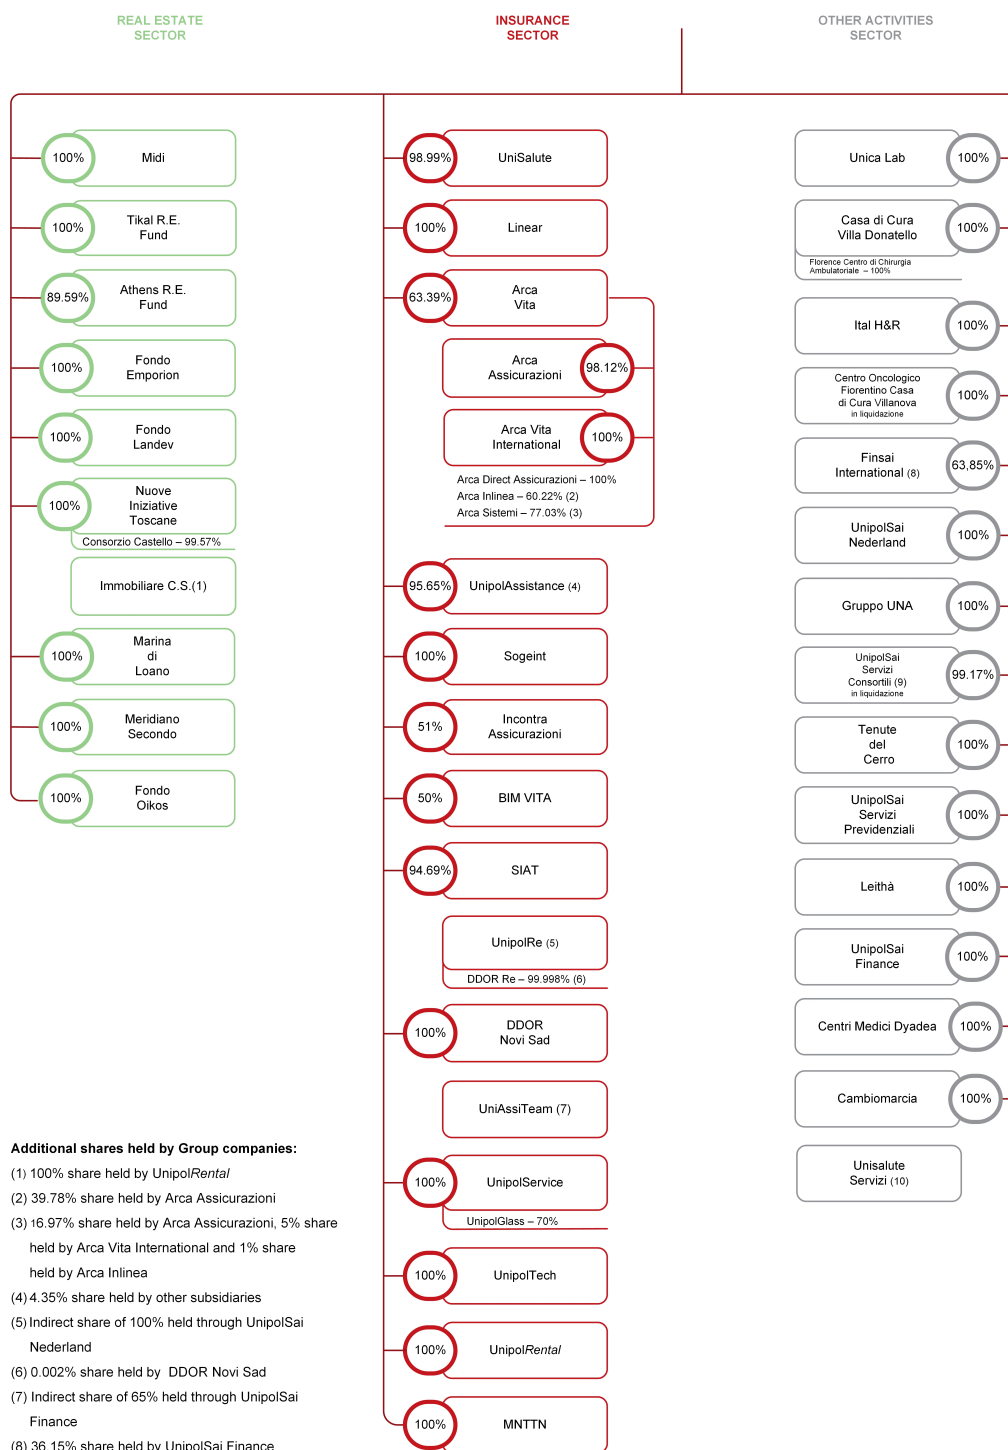 REAL ESTATE
SECTOR
INSURANCE
SECTOR
OTHER ACTIVITIES
SECTOR
100%
Midi
100%
Tikal R.E.
Fund
89.59%
Athens R.E.
Fund
100%
Fondo
Emporion
100%
Fondo
Landev
100%
Nuove
Iniziative
Toscane
Consorzio Castello – 99.57%
Immobiliare C.S.(1)
100%
Marina
di
Loano
100%
Meridiano
Secondo
100%
Fondo
Oikos
98.99%
UniSalute
100%
Linear
63.39%
Arca
Vita
Arca
Assicurazioni
98.12%
Arca Vita
International
100%
Arca Direct Assicurazioni – 100%
Arca Inlinea – 60.22% (2)
Arca Sistemi – 77.03% (3)
95.65%
UnipolAssistance (4)
100%
Sogeint
51%
Incontra
Assicurazioni
50%
BIM VITA
94.69%
SIAT
UnipolRe (5)
DDOR Re – 99.998% (6)
100%
DDOR
Novi Sad
UniAssiTeam (7)
100%
UnipolService
UnipolGlass – 70%
100%
UnipolTech
100%
UnipolRental
100%
MNTTN
Unica Lab
100%
Casa di Cura
Villa Donatello
100%
Florence Centro di Chirurgia
Ambulatoriale – 100%
Ital H&R
100%
Centro Oncologico
Fiorentino Casa
di Cura Villanova
in liquidazione
100%
Finsai
International (8)
63,85%
UnipolSai
Nederland
100%
Gruppo UNA
100%
UnipolSai
Servizi
Consortili (9)
in liquidazione
99.17%
Tenute
del
Cerro
100%
UnipolSai
Servizi
Previdenziali
100%
Leithà
100%
UnipolSai
Finance
100%
Centri Medici Dyadea
100%
Cambiomarcia
100%
Unisalute
Servizi (10)
Additional shares held by Group companies:
(1) 100% share held by UnipolRental
(2) 39.78% share held by Arca Assicurazioni
(3) 16.97% share held by Arca Assicurazioni, 5% share
held by Arca Vita International and 1% share
held by Arca Inlinea
(4) 4.35% share held by other subsidiaries
(5) Indirect share of 100% held through UnipolSai
Nederland
(6) 0.002% share held by DDOR Novi Sad
(7) Indirect share of 65% held through UnipolSai
Finance
(8) 36.15% share held by UnipolSai Finance